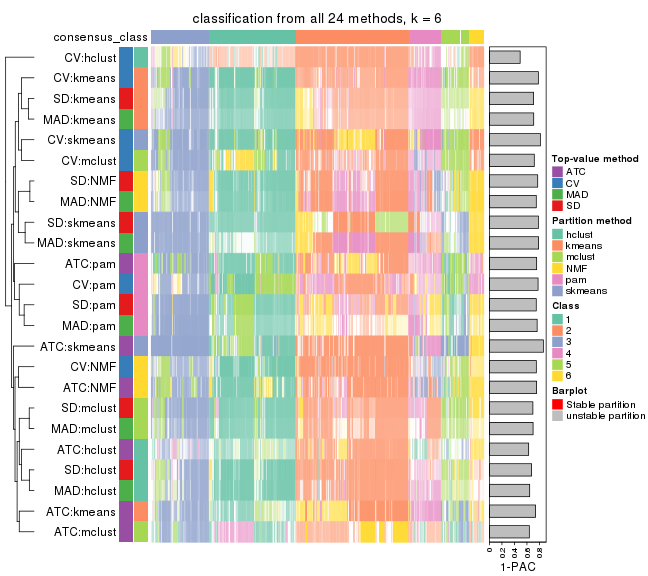 classification from all 24 methods, k = 6
consensus_class
CV:hclust
CV:kmeans
SD:kmeans
MAD:kmeans
CV:skmeans
CV:mclust
SD:NMF
MAD:NMF
SD:skmeans
MAD:skmeans
ATC:pam
CV:pam
SD:pam
MAD:pam
ATC:skmeans
CV:NMF
ATC:NMF
SD:mclust
MAD:mclust
ATC:hclust
SD:hclust
MAD:hclust
ATC:kmeans
ATC:mclust
0 0.2 0.4 0.6 0.8
1-PAC
Top-value method
ATC
CV
MAD
SD
Partition method
hclust
kmeans
mclust
NMF
pam
skmeans
Class
1
2
3
4
5
6
Barplot
Stable partition
unstable partition